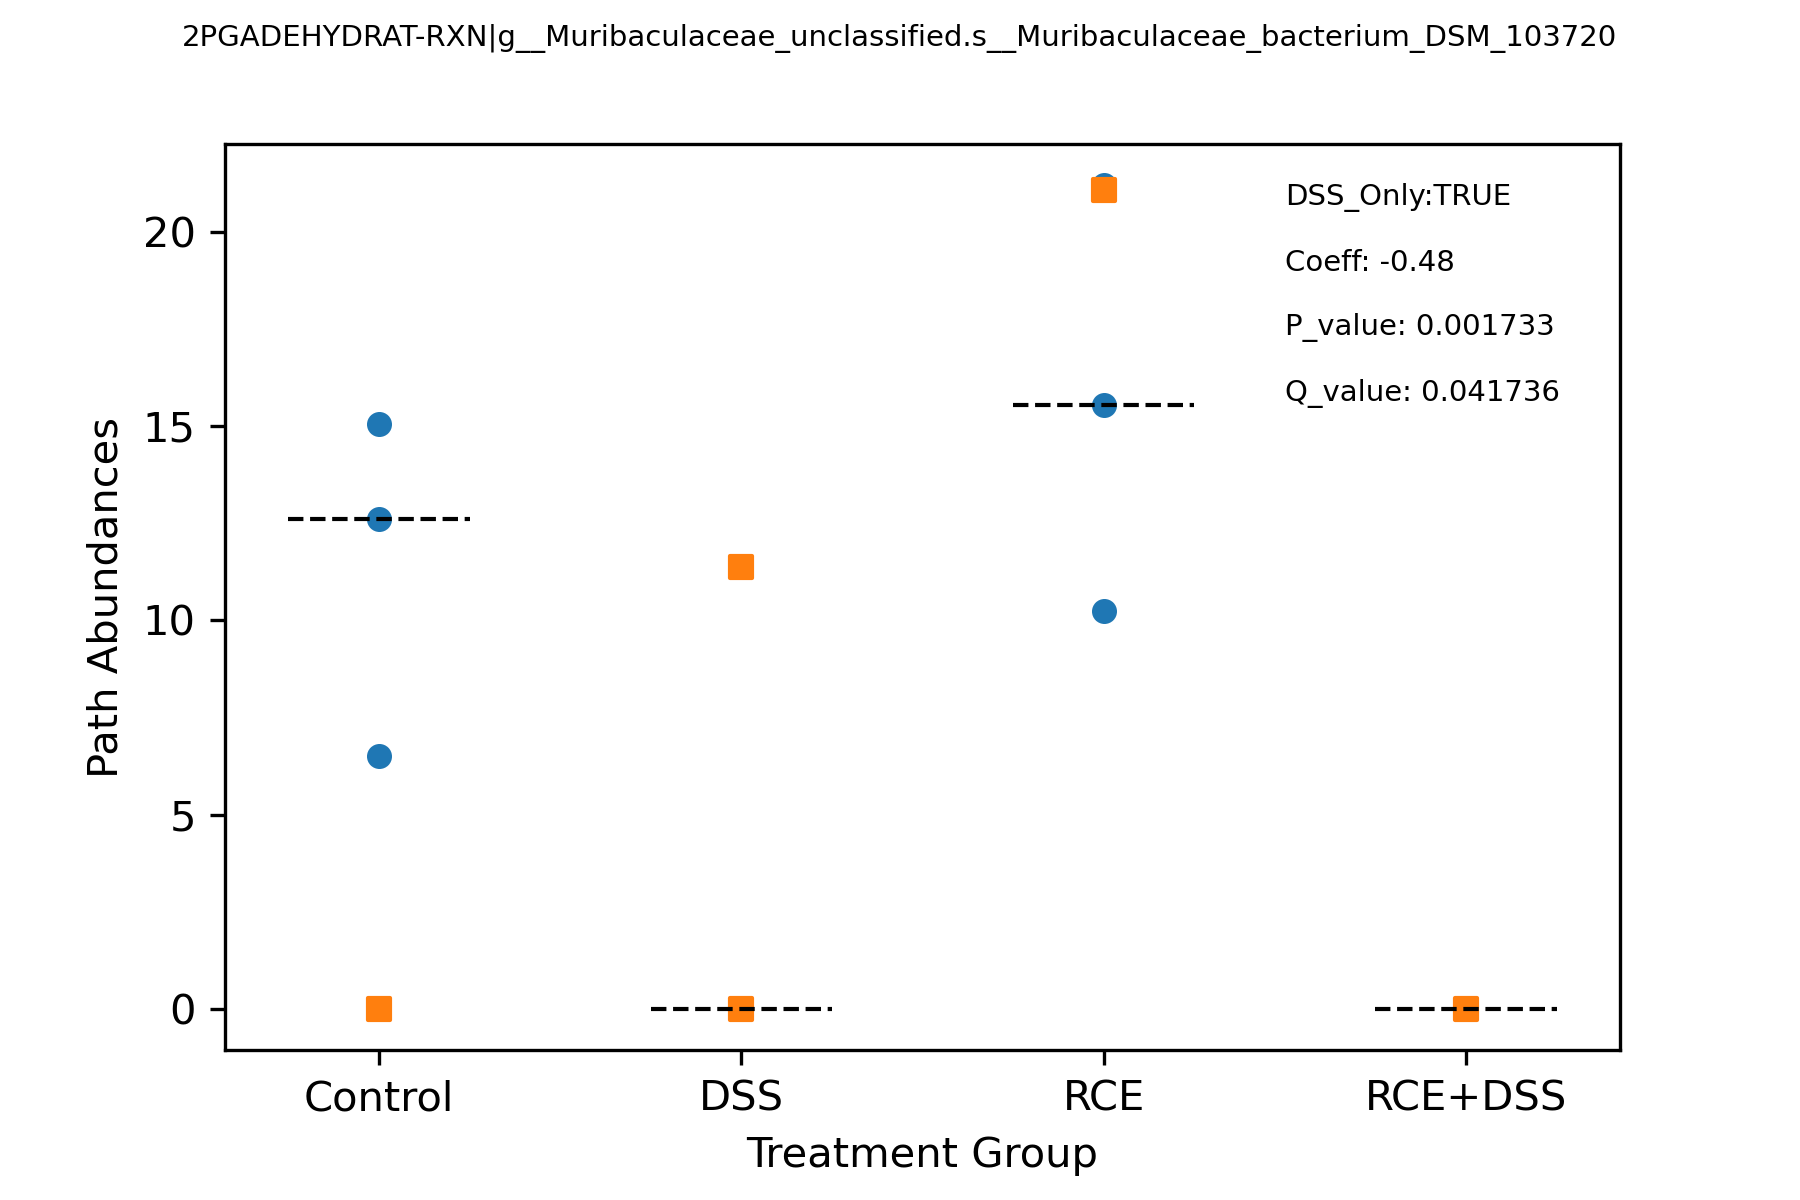 2PGADEHYDRAT-RXN|g__Muribaculaceae_unclassified.s__Muribaculaceae_bacterium_DSM_103720
DSS_Only:TRUE
Coeff: -0.48
P_value: 0.001733
Q_value: 0.041736
Path Abundances
20
15
10
5
0
Control DSS RCE RCE+DSS
Treatment Group